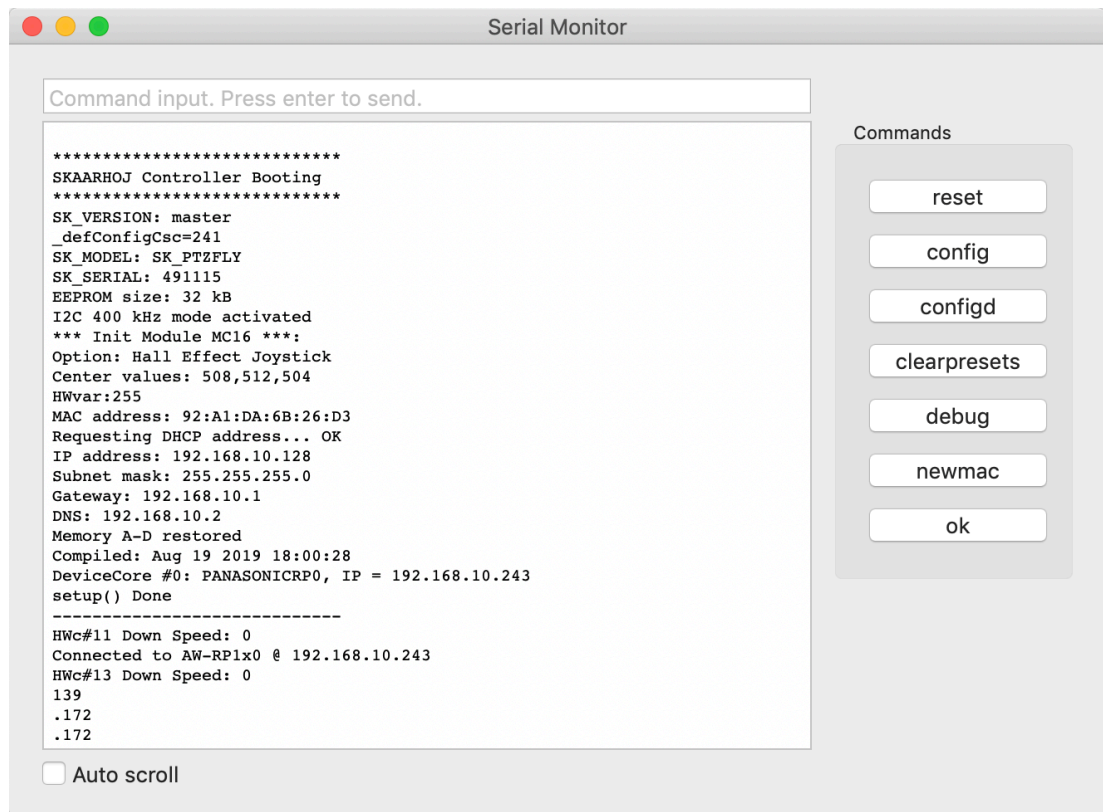 Serial Monitor
Command input. Press enter to send.
*****************************
SKAARHOJ Controller Booting
*****************************
SK_VERSION: master
_defConfigCsc=241
SK_MODEL: SK_PTZFLY
SK_SERIAL: 491115
EEPROM size: 32 kB
I2C 400 kHz mode activated
*** Init Module MC16 ***:
Option: Hall Effect Joystick
Center values: 508,512,504
HWvar:255
MAC address: 92:A1:DA:6B:26:D3
Requesting DHCP address... OK
IP address: 192.168.10.128
Subnet mask: 255.255.255.0
Gateway: 192.168.10.1
DNS: 192.168.10.2
Memory A-D restored
Compiled: Aug 19 2019 18:00:28
DeviceCore #0: PANASONICRP0, IP = 192.168.10.243
setup() Done
-----------------------------
HWc#11 Down Speed: 0
Connected to AW-RP1x0 @ 192.168.10.243
HWc#13 Down Speed: 0
139
.172
.172
Auto scroll
Commands
reset
config
configd
clearpresets
debug
newmac
ok